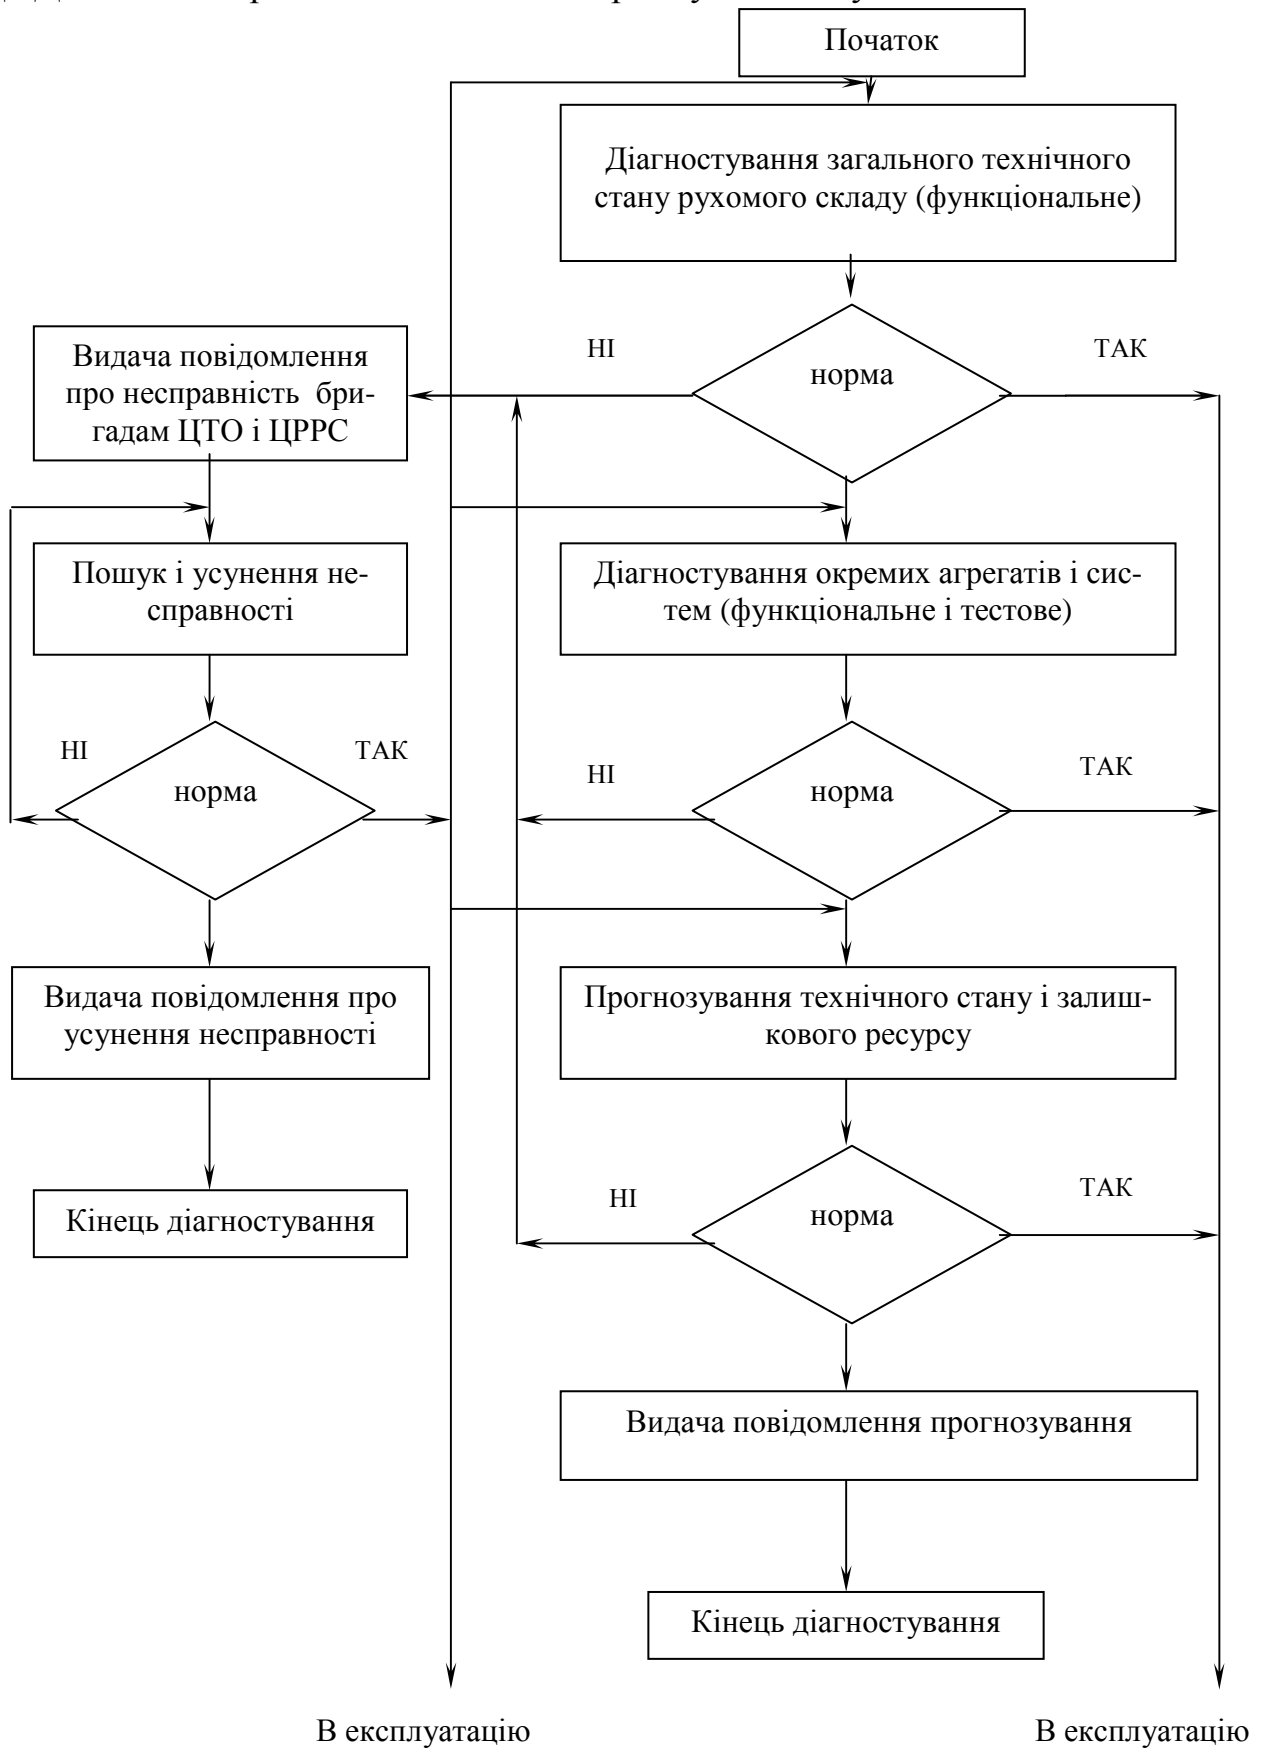 Початок
Діагностування загального технічного
стану рухомого складу (функціональне)
НІ
ТАК
норма
Видача повідомлення
про несправність бри-
гадам ЦТО і ЦРРС
Пошук і усунення не-
справності
Діагностування окремих агрегатів і сис-
тем (функціональне і тестове)
НІ
ТАК
норма
НІ
ТАК
норма
Видача повідомлення про
усунення несправності
Прогнозування технічного стану і залиш-
кового ресурсу
НІ
ТАК
норма
Кінець діагностування
Видача повідомлення прогнозування
Кінець діагностування
В експлуатацію
В експлуатацію